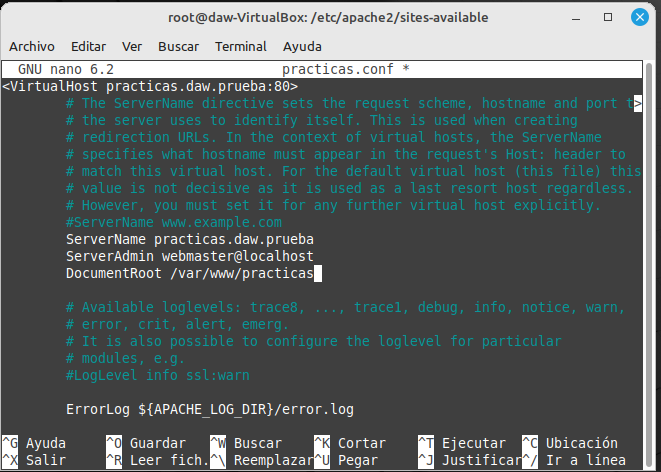 root@daw-VirtualBox: /etc/apache2/sites-available
Archivo Editar Ver Buscar Terminal Ayuda
GNU nano 6.2 practicas.conf *
<VirtualHost practicas.daw.prueba:80>
# The ServerName directive sets the request scheme, hostname and port t>
# the server uses to identify itself. This is used when creating
# redirection URLs. In the context of virtual hosts, the ServerName
# specifies what hostname must appear in the request's Host: header to
# match this virtual host. For the default virtual host (this file) this
# value is not decisive as it is used as a last resort host regardless.
# However, you must set it for any further virtual host explicitly.
#ServerName www.example.com
ServerName practicas.daw.prueba
ServerAdmin webmaster@localhost
DocumentRoot /var/www/practicas
# Available loglevels: trace8, ..., trace1, debug, info, notice, warn,
# error, crit, alert, emerg.
# It is also possible to configure the loglevel for particular
# modules, e.g.
#LogLevel info ssl:warn
ErrorLog ${APACHE_LOG_DIR}/error.log
^G Ayuda ^O Guardar ^W Buscar ^K Cortar ^T Ejecutar ^C Ubicación
^X Salir ^R Leer fich. ^\ Reemplazar ^U Pegar ^J Justificar ^/ Ir a línea